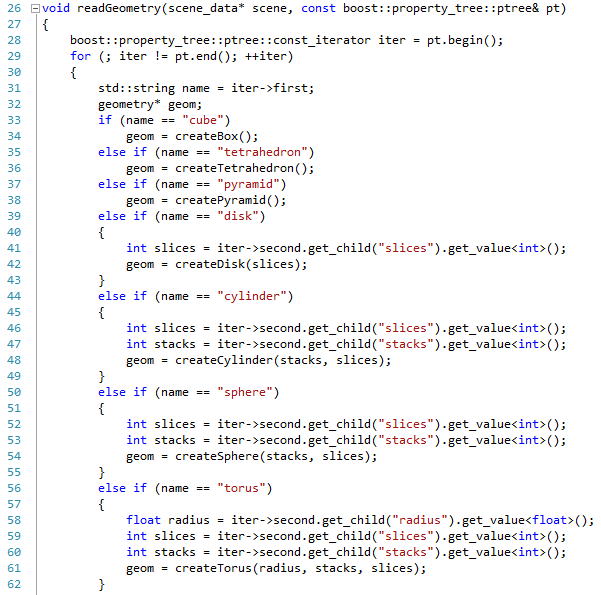 26 void readGeometry(scene_data* scene, const boost::property_tree::ptree& pt)
27 {
28     boost::property_tree::ptree::const_iterator iter = pt.begin();
29     for (; iter != pt.end(); ++iter)
30     {
31         std::string name = iter->first;
32         geometry* geom;
33         if (name == "cube")
34             geom = createBox();
35         else if (name == "tetrahedron")
36             geom = createTetrahedron();
37         else if (name == "pyramid")
38             geom = createPyramid();
39         else if (name == "disk")
40         {
41             int slices = iter->second.get_child("slices").get_value<int>();
42             geom = createDisk(slices);
43         }
44         else if (name == "cylinder")
45         {
46             int slices = iter->second.get_child("slices").get_value<int>();
47             int stacks = iter->second.get_child("stacks").get_value<int>();
48             geom = createCylinder(stacks, slices);
49         }
50         else if (name == "sphere")
51         {
52             int slices = iter->second.get_child("slices").get_value<int>();
53             int stacks = iter->second.get_child("stacks").get_value<int>();
54             geom = createSphere(stacks, slices);
55         }
56         else if (name == "torus")
57         {
58             float radius = iter->second.get_child("radius").get_value<float>();
59             int slices = iter->second.get_child("slices").get_value<int>();
60             int stacks = iter->second.get_child("stacks").get_value<int>();
61             geom = createTorus(radius, stacks, slices);
62         }